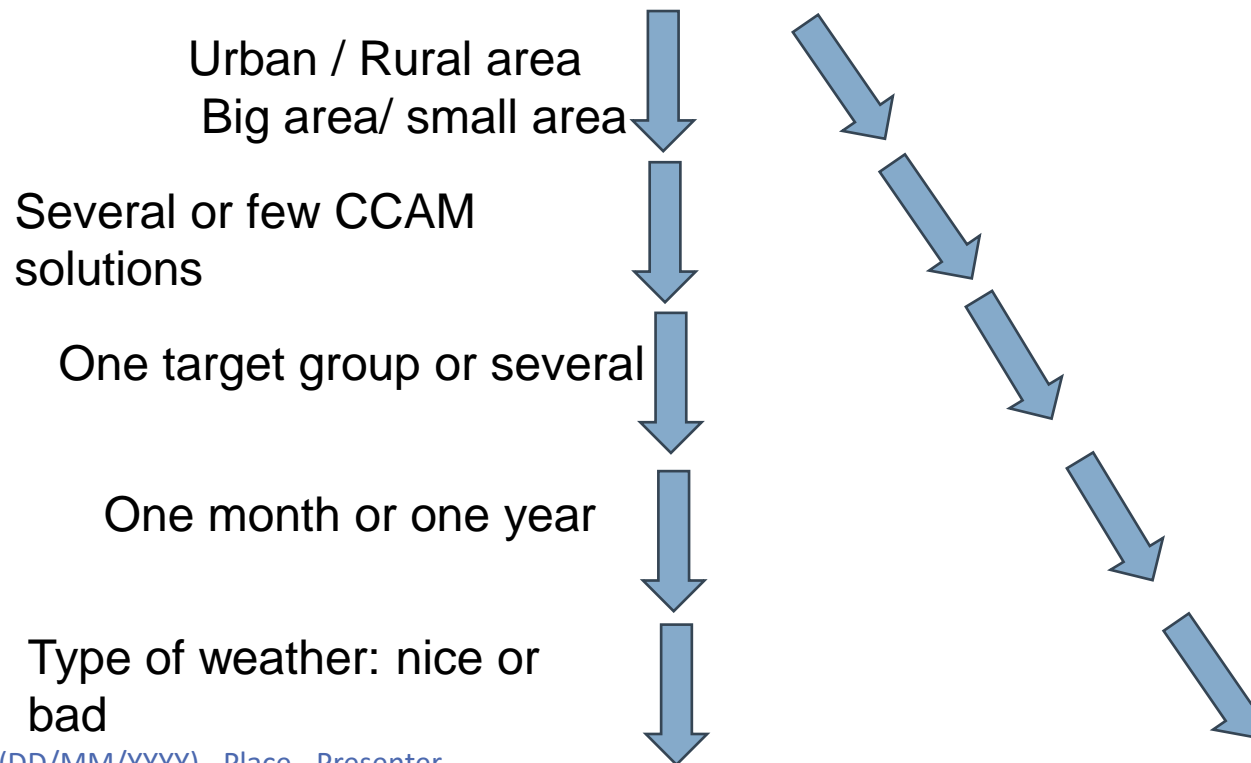 Urban / Rural area
Big area/ small area
Several or few CCAM
solutions
One target group or several
One month or one year
Type of weather: nice or
bad
(DD/MM/YYYY) Place Presenter